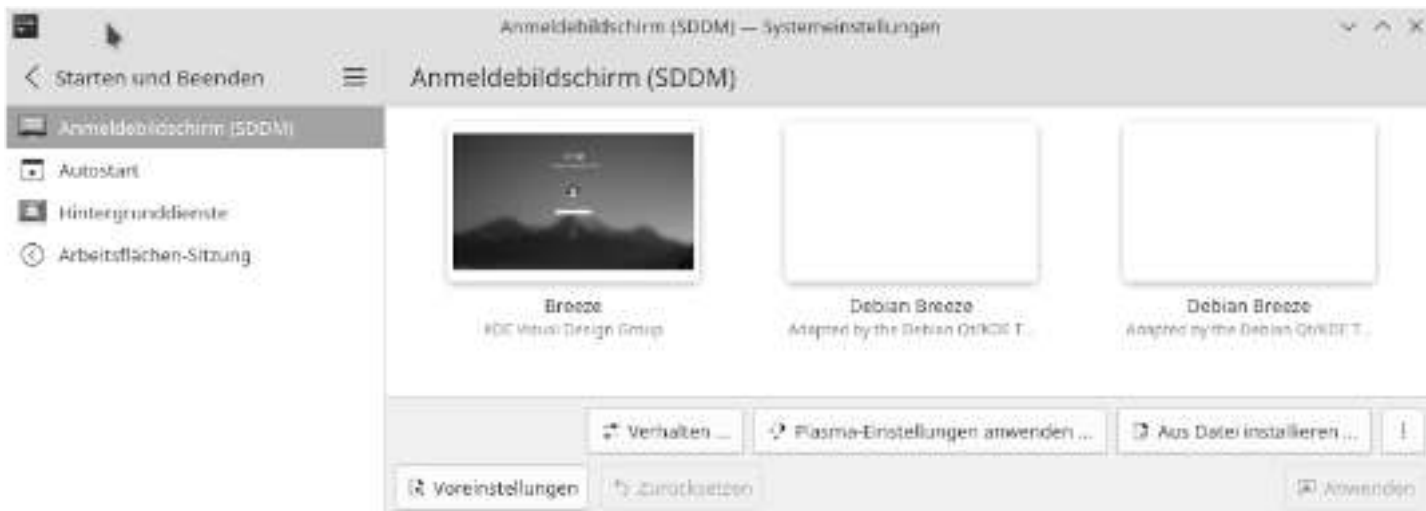 Anmeldebildschirm (SDDM) — Systemeinstellungen
Starten und Beenden
Anmeldebildschirm (SDDM)
Anmeldebildschirm (SDDM)
Autostart
Hintergrunddienste
Arbeitsflächen-Sitzung
Breeze
KDE Visual Design Group
Debian Breeze
Adapted by the Debian Qt/KDE T...
Debian Breeze
Adapted by the Debian Qt/KDE T...
Verhalten ...
Plasma-Einstellungen anwenden ...
Aus Datei installieren ...
Voreinstellungen
Zurücksetzen
Anwenden